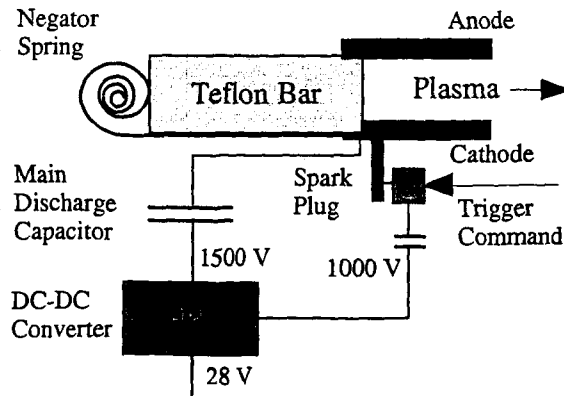 Negator
Spring
Anode
Teflon Bar
Plasma
Cathode
Spark
Plug
Trigger
Command
Main
Discharge
Capacitor
1500 V
1000 V
DC-DC
Converter
28 V